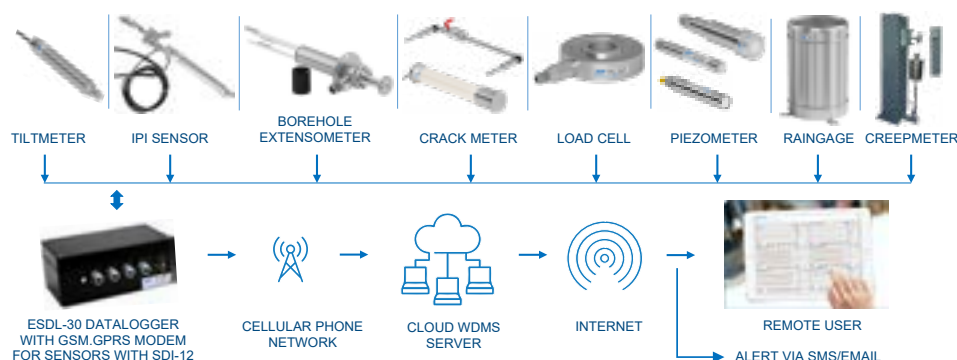 TILTMETER
IPI SENSOR
BOREHOLE
EXTENSOMETER
CRACK METER
LOAD CELL
PIEZOMETER
RAINGAGE
CREEPMETER
ESDL-30 DATALOGGER
WITH GSM.GPRS MODEM
FOR SENSORS WITH SDI-12
CELLULAR PHONE
NETWORK
CLOUD WDMS
SERVER
INTERNET
REMOTE USER
ALERT VIA SMS/EMAIL